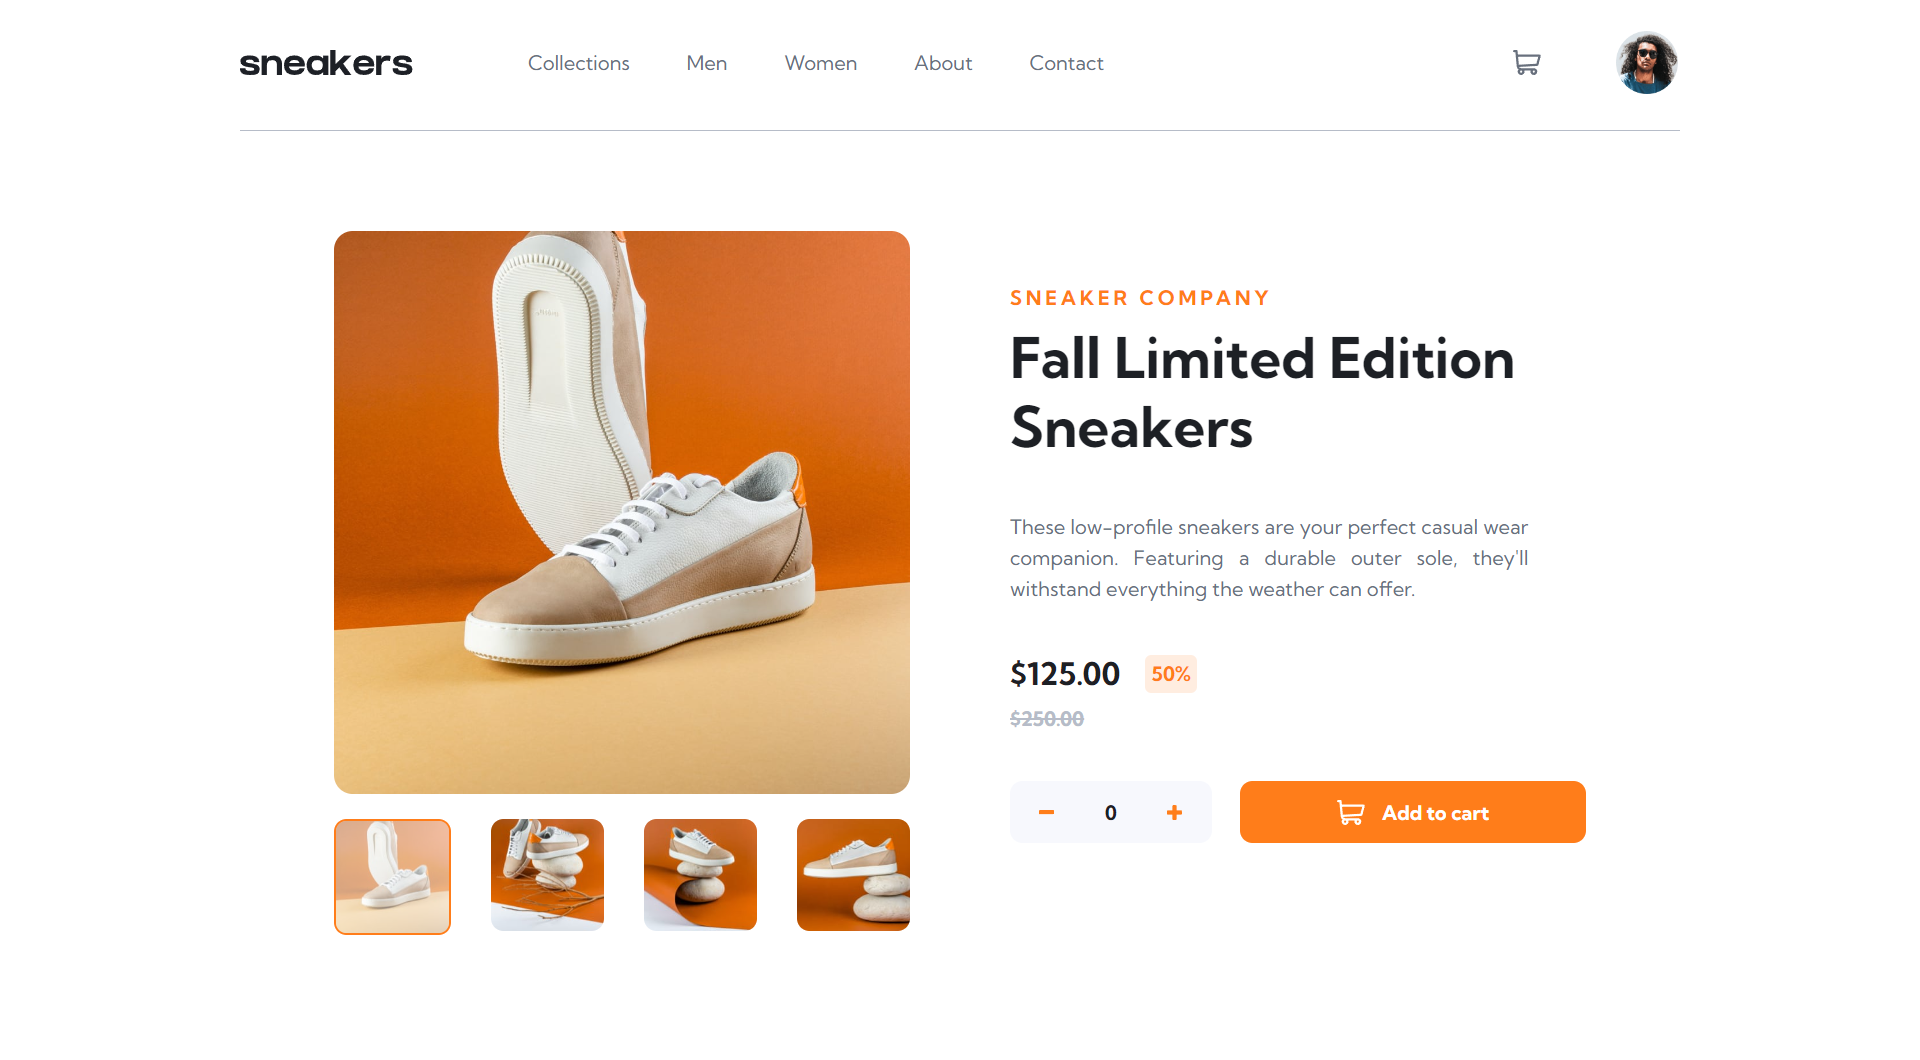 sneakers
Collections
Men
Women
About
Contact
SNEAKER COMPANY
Fall Limited Edition
Sneakers
These low-profile sneakers are your perfect casual wear
companion. Featuring a durable outer sole, they'll
withstand everything the weather can offer.
$125.00 50%
$250.00
0
Add to cart